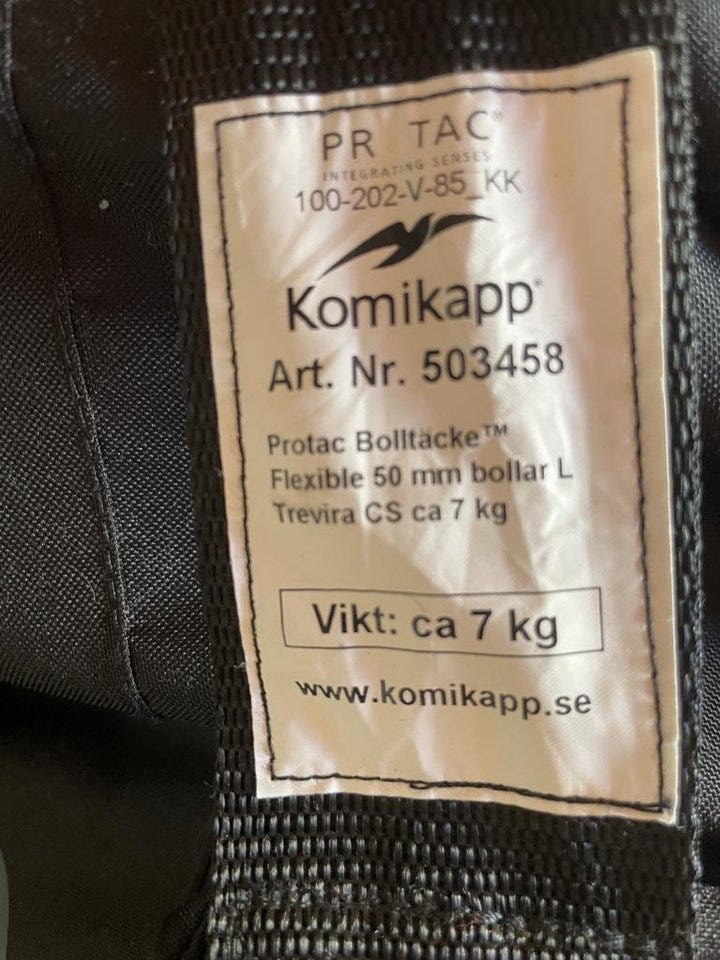 PR TAC®
INTEGRATING SENSES
100-202-V-85_KK
Komikapp®
Art. Nr. 503458
Protac Bolltäcke™
Flexible 50 mm bollar L
Trevira CS ca 7 kg
Vikt: ca 7 kg
www.komikapp.se